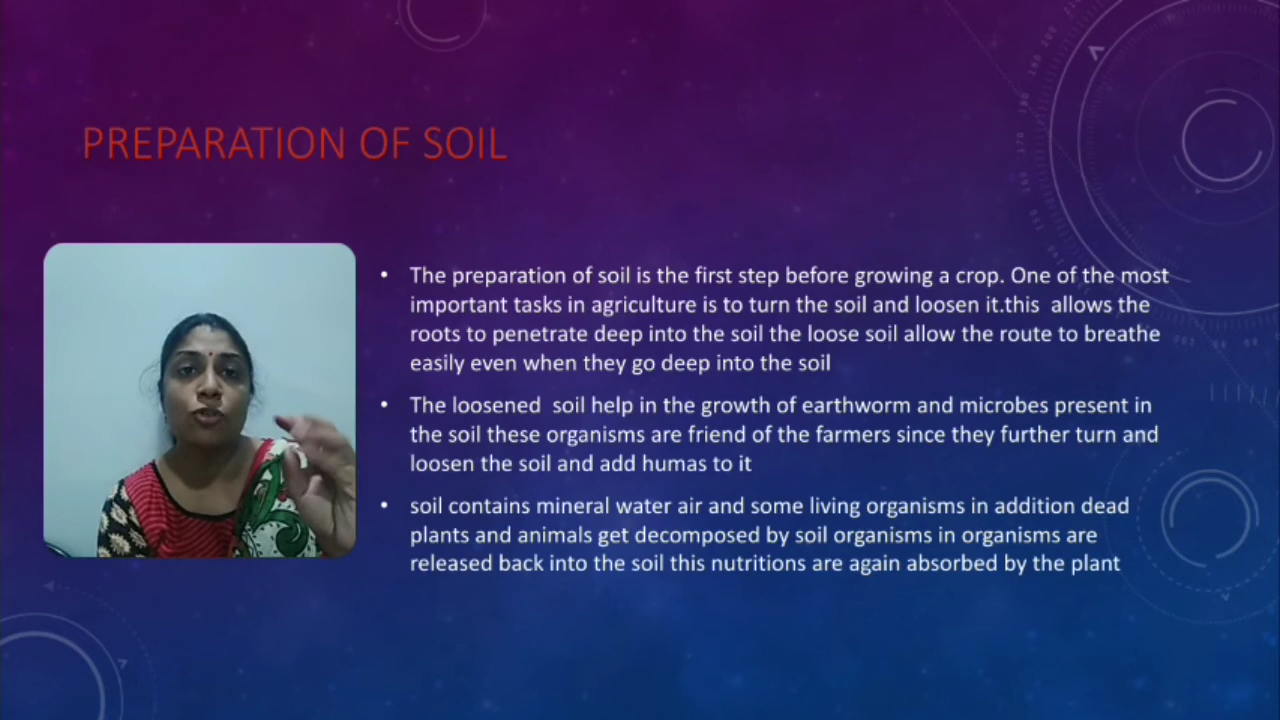 PREPARATION OF SOIL
• The preparation of soil is the first step before growing a crop. One of the most
important tasks in agriculture is to turn the soil and loosen it.this allows the
roots to penetrate deep into the soil the loose soil allow the route to breathe
easily even when they go deep into the soil
• The loosened soil help in the growth of earthworm and microbes present in
the soil these organisms are friend of the farmers since they further turn and
loosen the soil and add humas to it
• soil contains mineral water air and some living organisms in addition dead
plants and animals get decomposed by soil organisms in organisms are
released back into the soil this nutritions are again absorbed by the plant